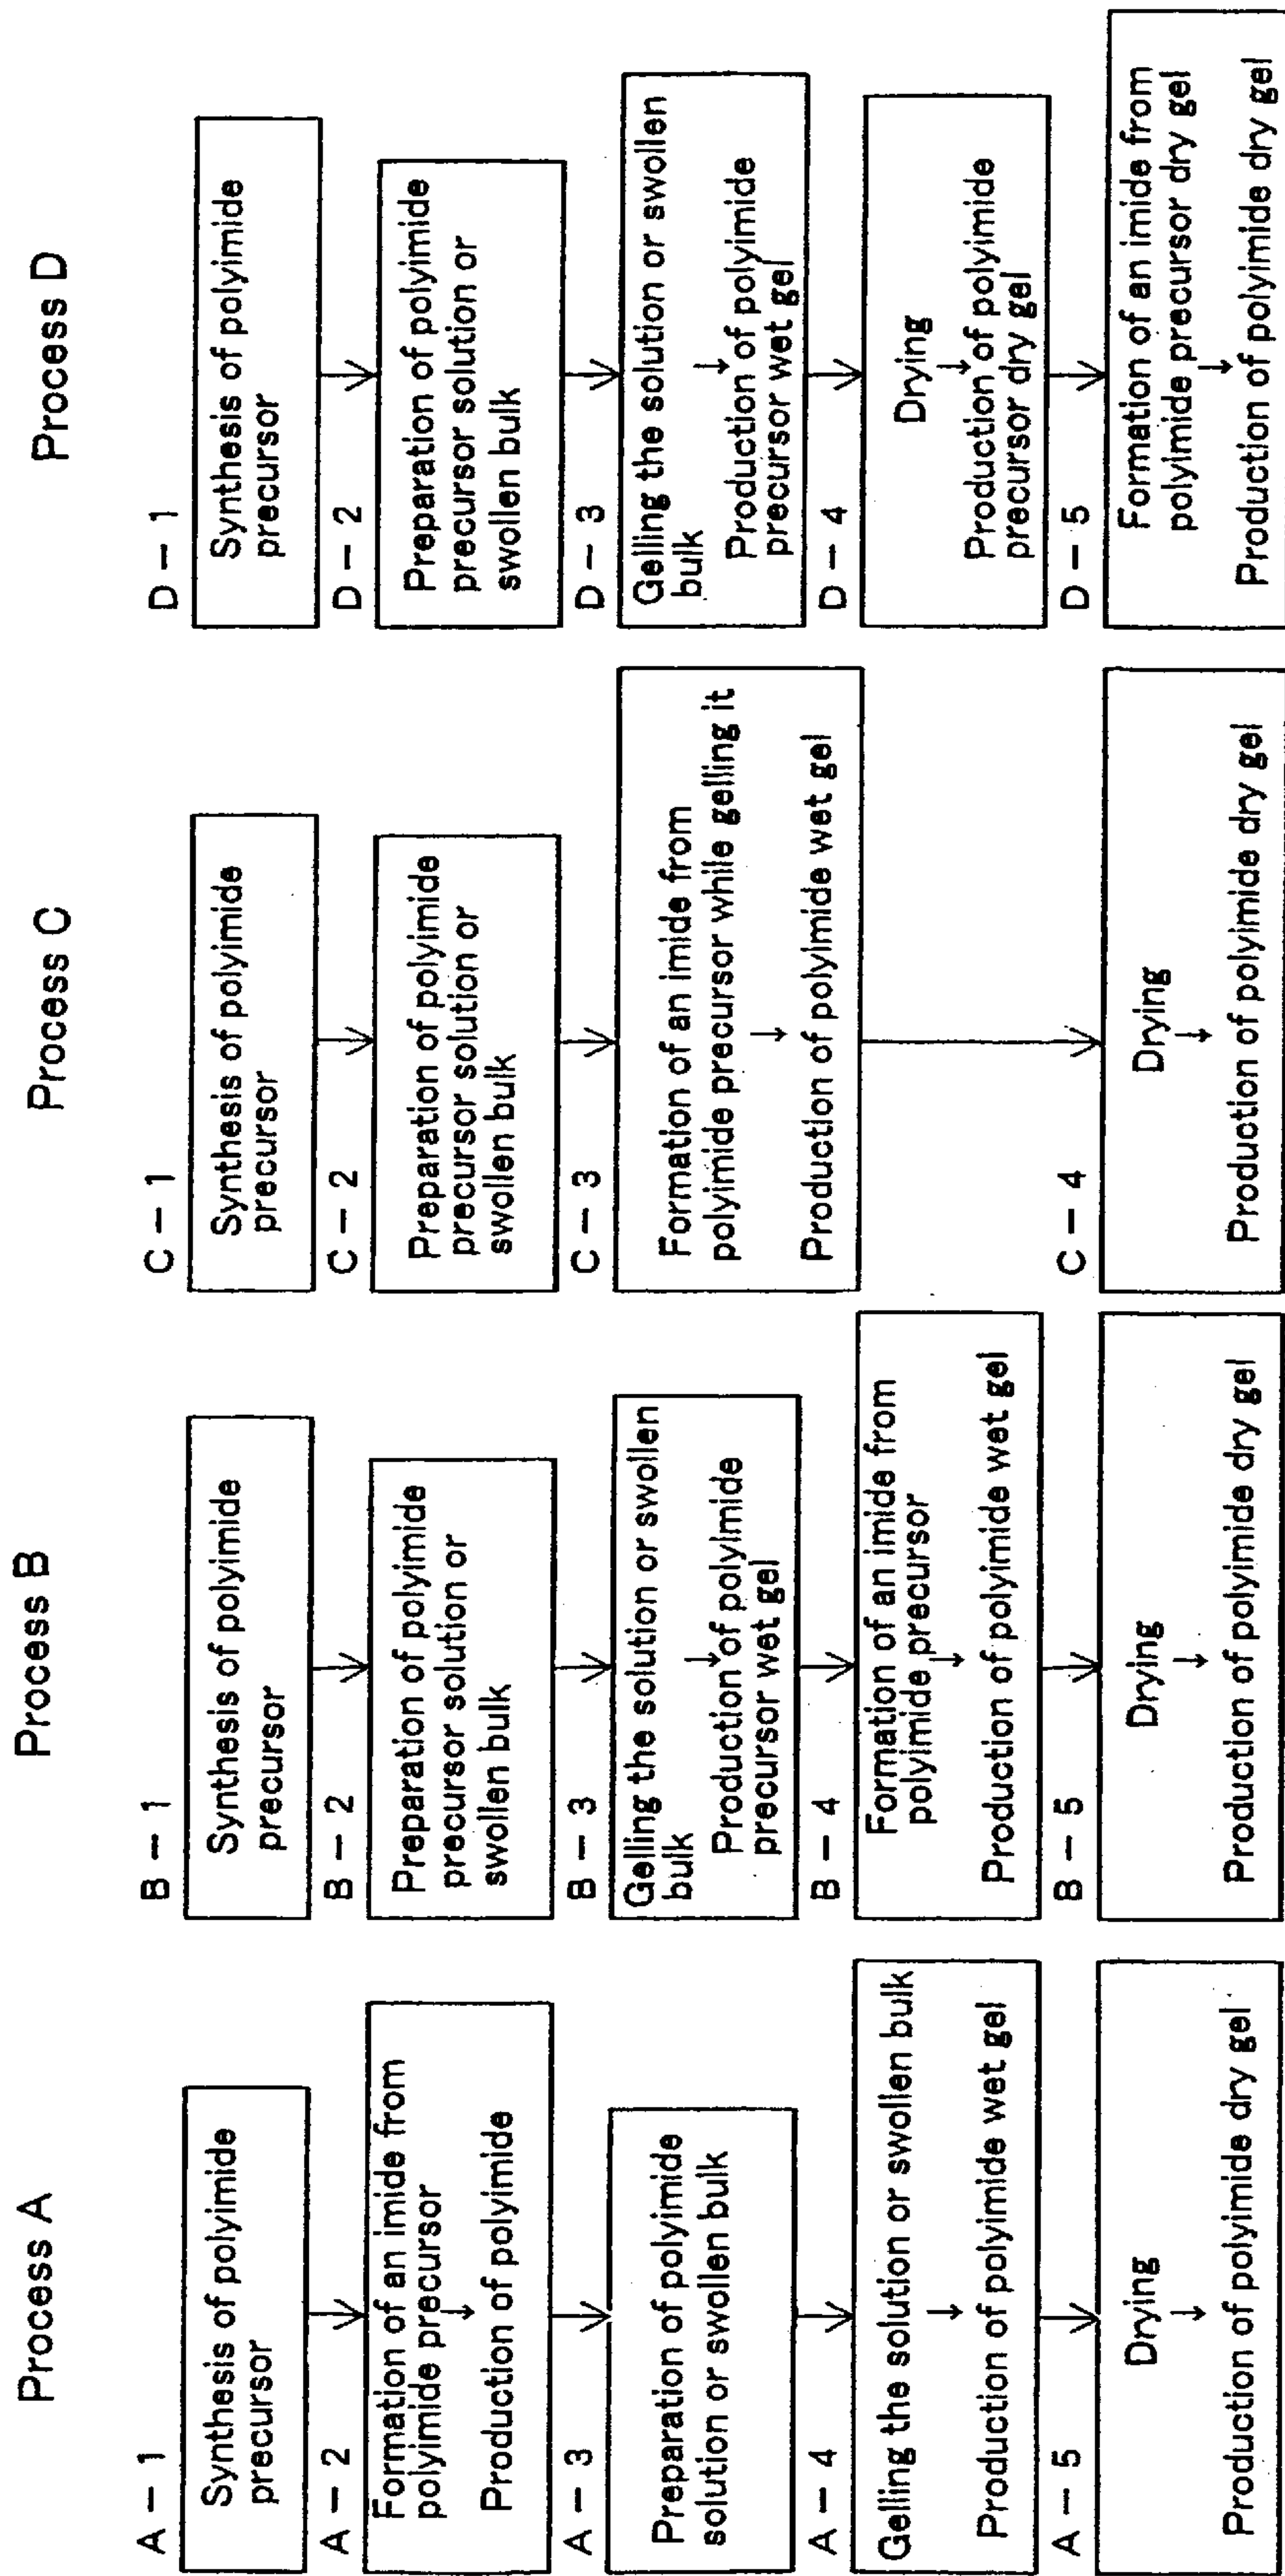 Process A
A - 1
Synthesis of polyimide
precursor
A - 2
Formation of an imide from
polyimide precursor
↓
Production of polyimide
A - 3
Preparation of polyimide
solution or swollen bulk
A - 4
Gelling the solution or swollen bulk
↓
Production of polyimide wet gel
A - 5
Drying
↓
Production of polyimide dry gel
Process B
B - 1
Synthesis of polyimide
precursor
B - 2
Preparation of polyimide
precursor solution or
swollen bulk
B - 3
Gelling the solution or swollen
bulk
↓
Production of polyimide
precursor wet gel
B - 4
Formation of an imide from
polyimide precursor
↓
Production of polyimide wet gel
B - 5
Drying
↓
Production of polyimide dry gel
Process C
C - 1
Synthesis of polyimide
precursor
C - 2
Preparation of polyimide
precursor solution or
swollen bulk
C - 3
Formation of an imide from
polyimide precursor while gelling it
↓
Production of polyimide wet gel
C - 4
Drying
↓
Production of polyimide dry gel
Process D
D - 1
Synthesis of polyimide
precursor
D - 2
Preparation of polyimide
precursor solution or
swollen bulk
D - 3
Gelling the solution or swollen
bulk
↓
Production of polyimide
precursor wet gel
D - 4
Drying
↓
Production of polyimide
precursor dry gel
D - 5
Formation of an imide from
polyimide precursor dry gel
↓
Production of polyimide dry gel